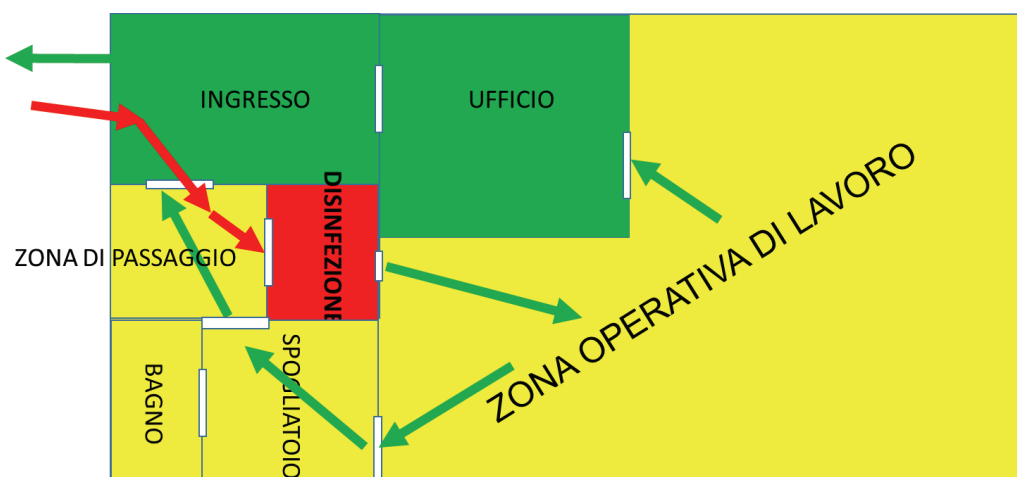 INGRESSO
UFFICIO
DISINFEZIONE
ZONA DI PASSAGGIO
ZONA OPERATIVA DI LAVORO
BAGNO
SPOGLIATOIO